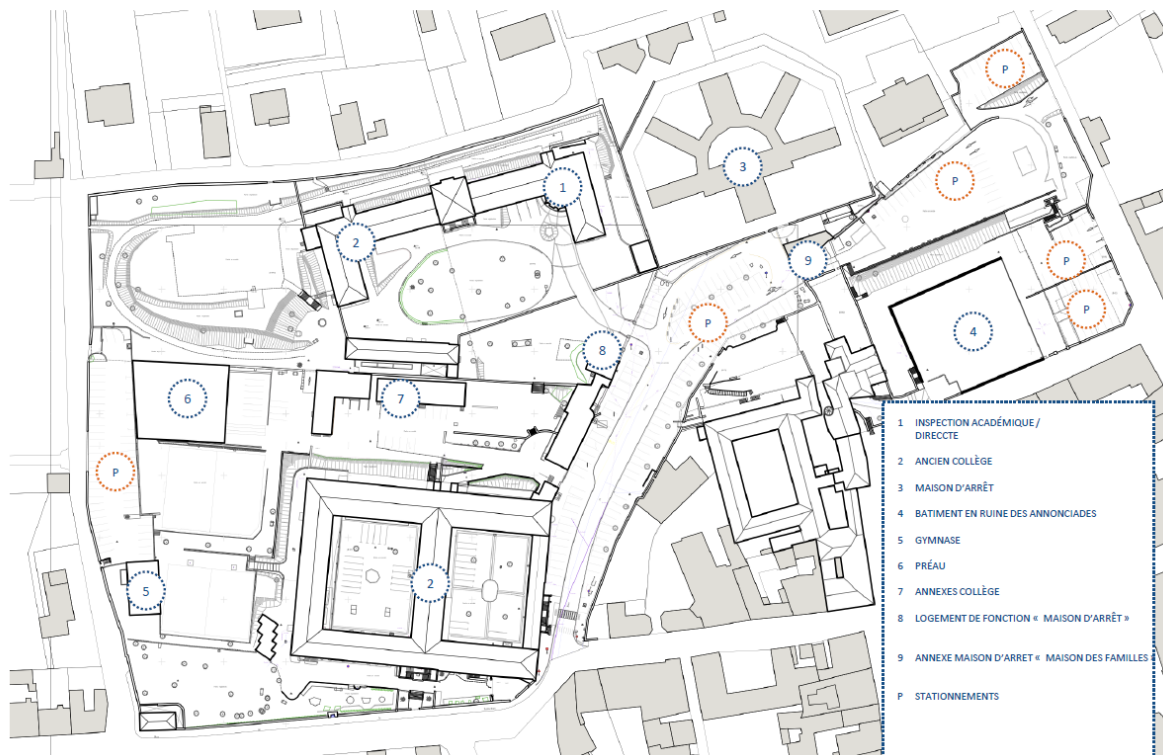 P
P
1
3
2
9
P
P
8
4
P
6
7
P
5
2
1 INSPECTION ACADÉMIQUE /
DIRECCTE
2 ANCIEN COLLÈGE
3 MAISON D'ARRÊT
4 BATIMENT EN RUINE DES ANNONCIADES
5 GYMNASE
6 PRÉAU
7 ANNEXES COLLÈGE
8 LOGEMENT DE FONCTION « MAISON D'ARRÊT »
9 ANNEXE MAISON D'ARRET « MAISON DES FAMILLES »
P STATIONNEMENTS